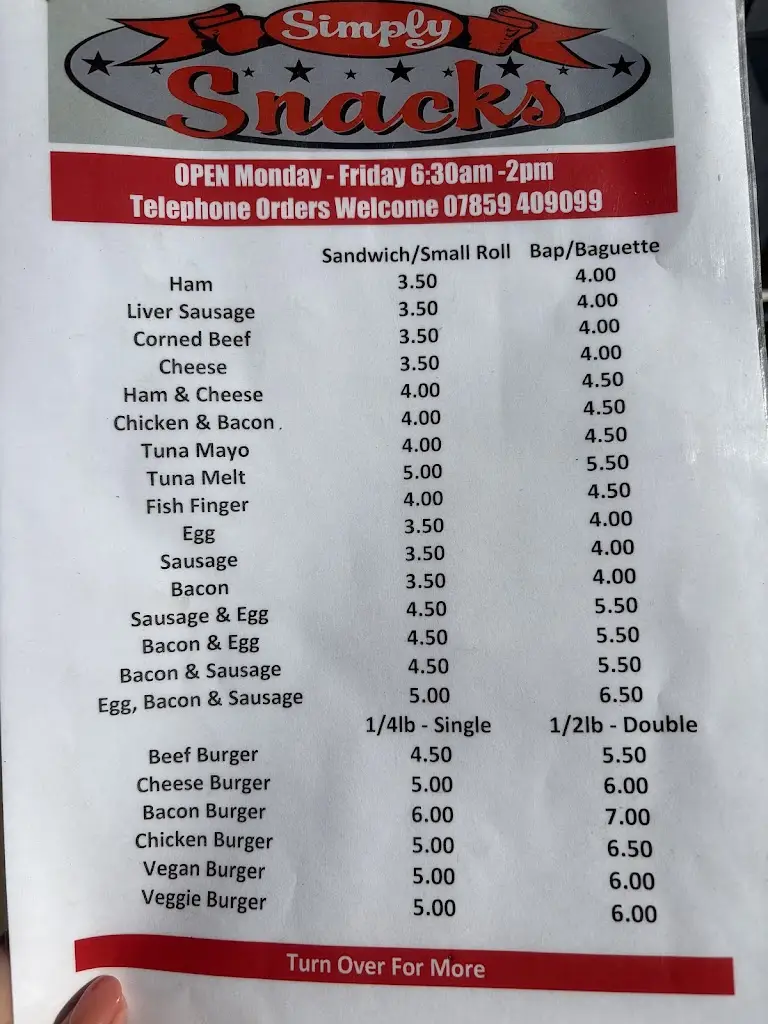 Simply
Snacks
OPEN Monday - Friday 6:30am -2pm
Telephone Orders Welcome 07859 409099
Sandwich/Small Roll Bap/Baguette
Ham 3.50 4.00
Liver Sausage 3.50 4.00
Corned Beef 3.50 4.00
Cheese 3.50 4.00
Ham & Cheese 4.00 4.50
Chicken & Bacon. 4.00 4.50
Tuna Mayo 4.00 4.50
Tuna Melt 5.00 5.50
Fish Finger 4.00 4.50
Egg 3.50 4.00
Sausage 3.50 4.00
Bacon 3.50 4.00
Sausage & Egg 4.50 5.50
Bacon & Egg 4.50 5.50
Bacon & Sausage 4.50 5.50
Egg, Bacon & Sausage 5.00 6.50
1/4lb - Single 1/2lb - Double
Beef Burger 4.50 5.50
Cheese Burger 5.00 6.00
Bacon Burger 6.00 7.00
Chicken Burger 5.00 6.50
Vegan Burger 5.00 6.00
Veggie Burger 5.00 6.00
Turn Over For More